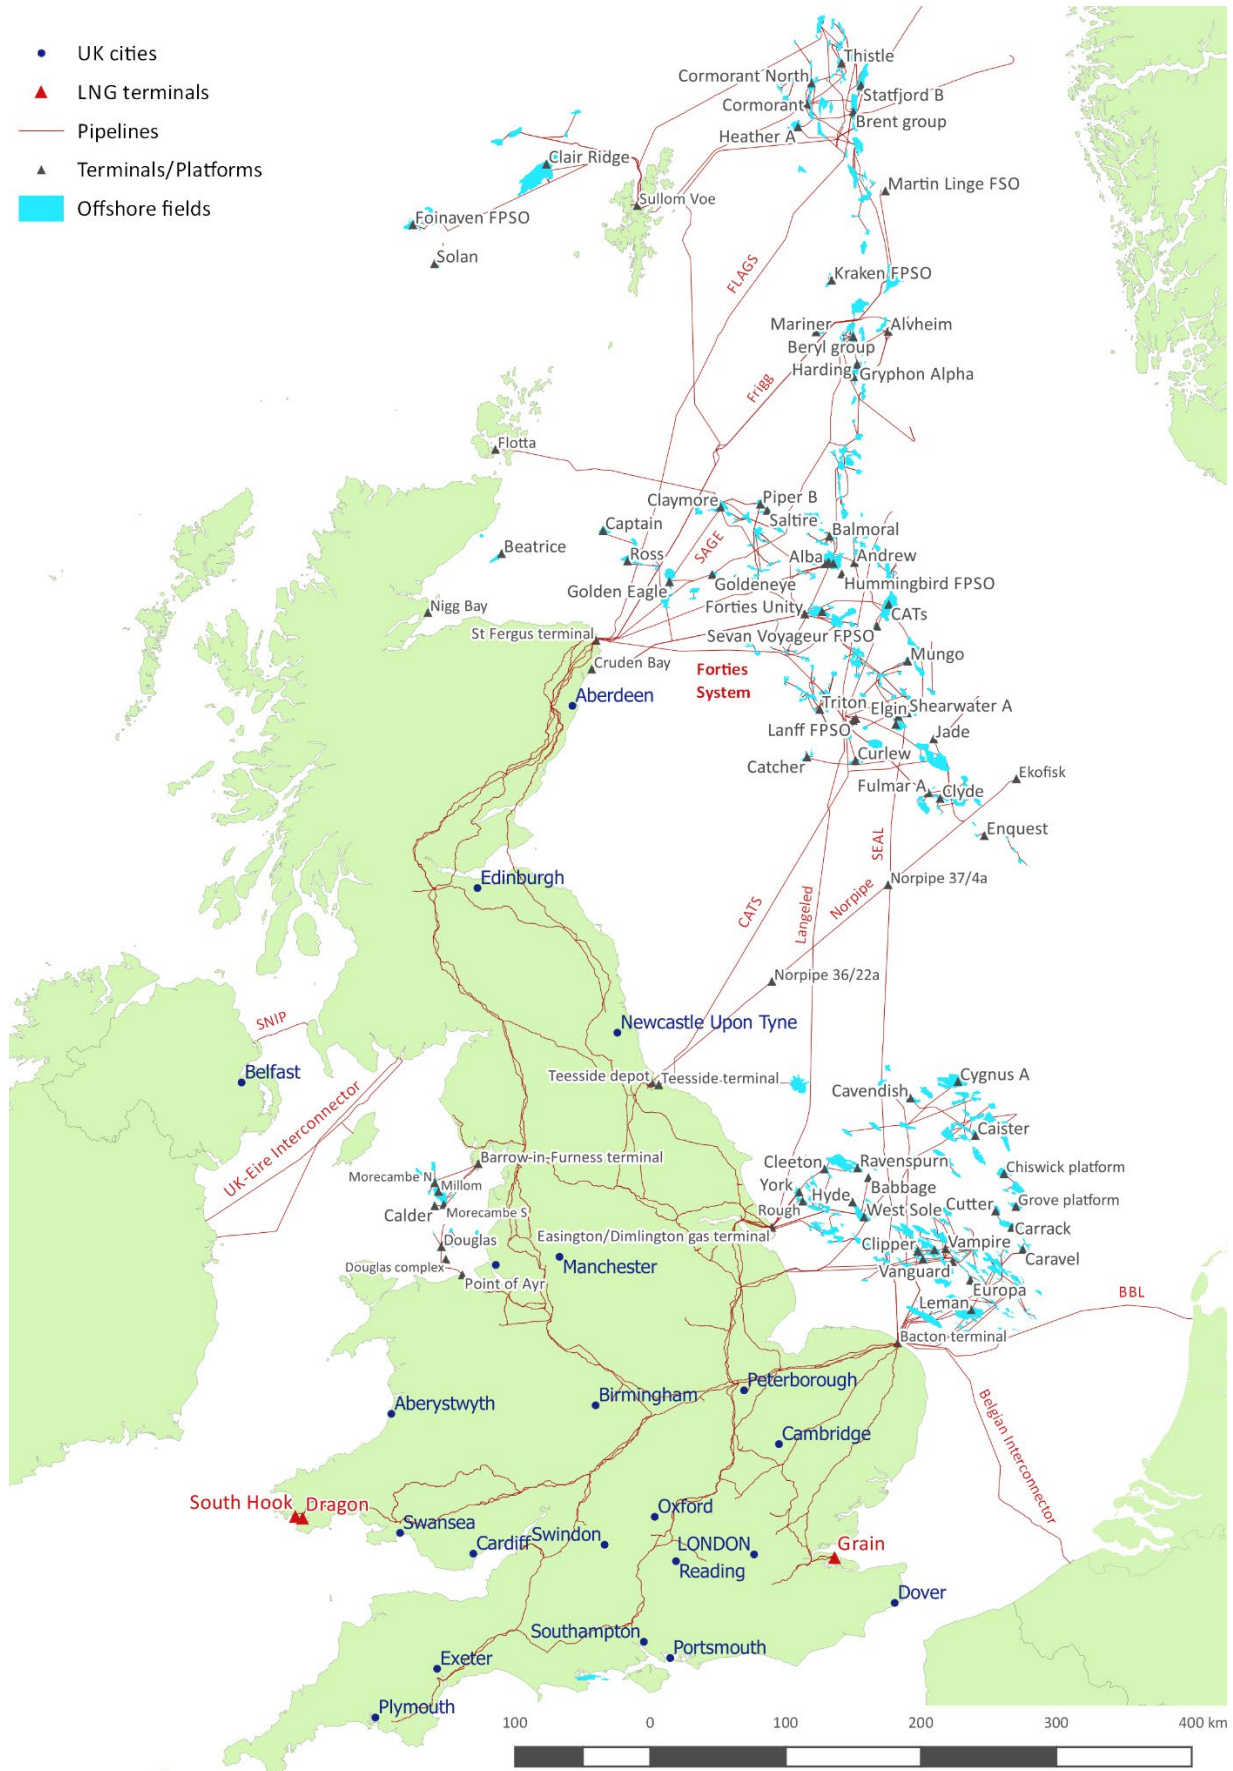 UK cities
LNG terminals
Pipelines
Terminals/Platforms
Offshore fields
Thistle
Cormorant North
Statfjord B
Cormorant
Brent group
Heather A
Clair Ridge
Martin Linge FSO
Sullom Voe
Foinaven FPSO
Solan
FLAGS
Kraken FPSO
Mariner
Alvheim
Beryl group
Harding
Gryphon Alpha
Frigg
Flotta
Claymore
Piper B
Saltire
Captain
Balmoral
SAGE
Beatrice
Ross
Alba
Andrew
Golden Eagle
Goldeneye
Hummingbird FPSO
Nigg Bay
Forties Unity
CATs
St Fergus terminal
Sevan Voyageur FPSO
Cruden Bay
Forties
System
Mungo
Aberdeen
Triton
Elgin
Shearwater A
Lanff FPSO
Jade
Catcher
Curlew
Ekofisk
Fulmar A
Clyde
Enquest
SEAL
Edinburgh
Norpipe 37/4a
Norpipe
CATS
Langeled
Norpipe 36/22a
SNIP
Newcastle Upon Tyne
Belfast
Teesside depot
Teesside terminal
Cygnus A
Cavendish
UK-Eire Interconnector
Caister
Barrow-in-Furness terminal
Cleeton
Ravenspurn
Chiswick platform
Morecambe N
Millom
York
Babbage
Hyde
Grove platform
Calder
Morecambe S
Rough
West Sole
Cutter
Carrack
Easington/Dimlington gas terminal
Douglas
Clipper
Vampire
Caravel
Douglas complex
Manchester
Vanguard
Point of Ayr
Europa
Leman
BBL
Bacton terminal
Peterborough
Birmingham
Aberystwyth
Belgian Interconnector
Cambridge
South Hook
Dragon
Oxford
Swansea
Swindon
Cardiff
LONDON
Grain
Reading
Dover
Southampton
Portsmouth
Exeter
Plymouth
100 0 100 200 300 400 km